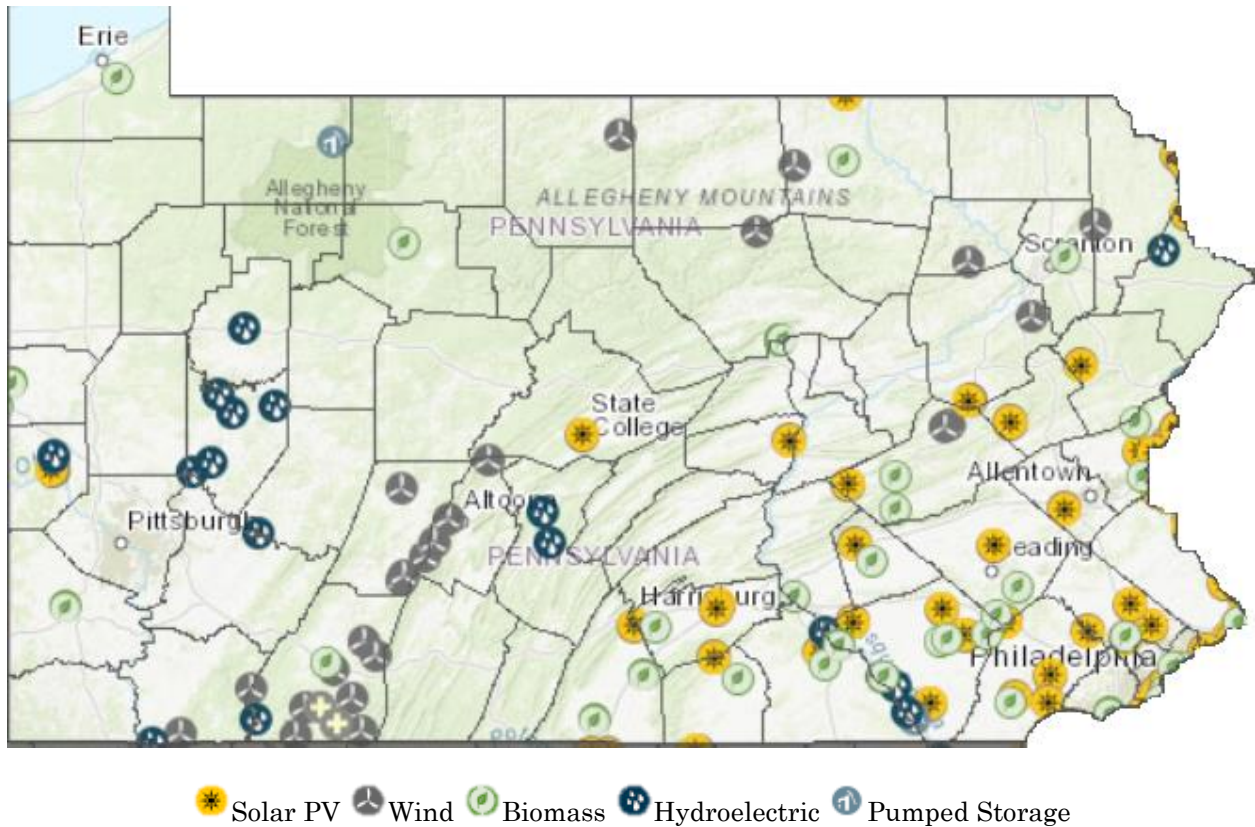 Erie
Allegheny
National
Forest
ALLEGHENY MOUNTAINS
PENNSYLVANIA
Scranton
State
College
Allentown
Altoona
Pittsburgh
PENNSYLVANIA
Reading
Harrisburg
Philadelphia
Solar PV Wind Biomass Hydroelectric Pumped Storage